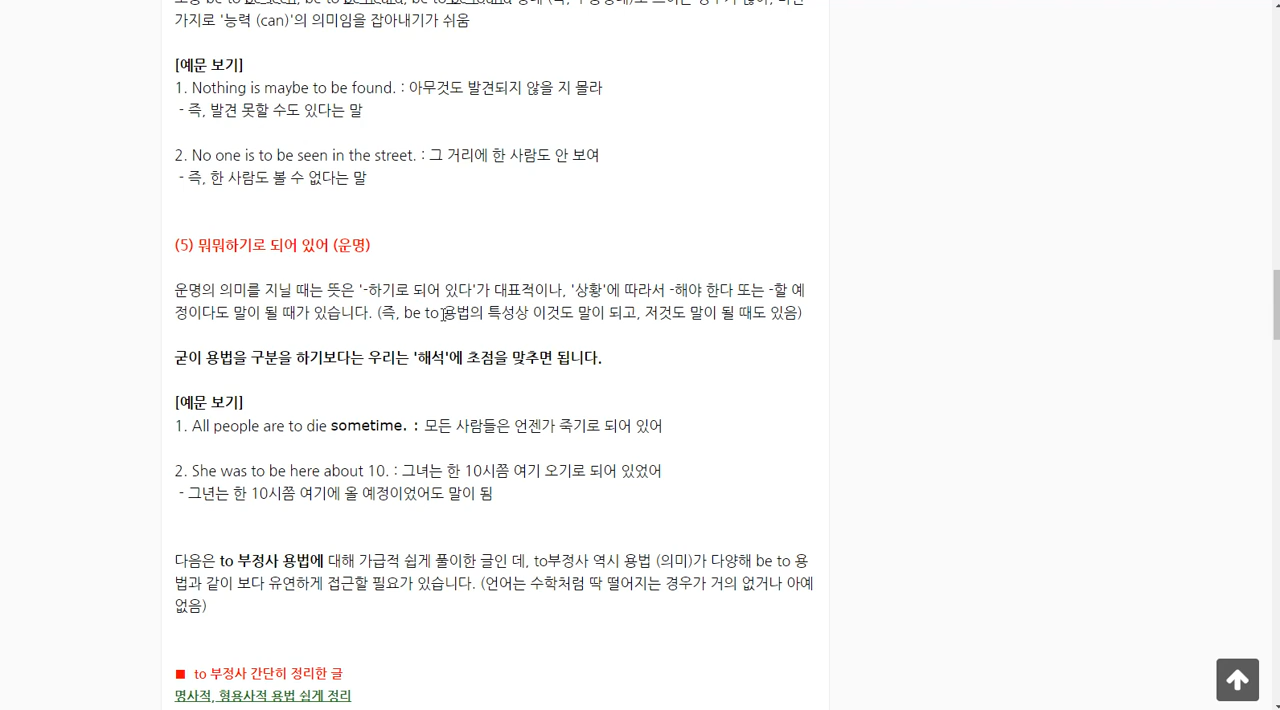 가지로 '능력 (can)'의 의미임을 잡아내기가 쉬움
[예문 보기]
1. Nothing is maybe to be found. : 아무것도 발견되지 않을 지 몰라
- 즉, 발견 못할 수도 있다는 말
2. No one is to be seen in the street. : 그 거리에 한 사람도 안 보여
- 즉, 한 사람도 볼 수 없다는 말
(5) 뭐뭐하기로 되어 있어 (운명)
운명의 의미를 지닐 때는 뜻은 '-하기로 되어 있다'가 대표적이나, '상황'에 따라서 -해야 한다 또는 -할 예
정이다도 말이 될 때가 있습니다. (즉, be to 용법의 특성상 이것도 말이 되고, 저것도 말이 될 때도 있음)
굳이 용법을 구분을 하기보다는 우리는 '해석'에 초점을 맞추면 됩니다.
[예문 보기]
1. All people are to die sometime. : 모든 사람들은 언젠가 죽기로 되어 있어
2. She was to be here about 10. : 그녀는 한 10시쯤 여기 오기로 되어 있었어
- 그년는 한 10시쯤 여기에 올 예정이었어도 말이 됨
다음은 to 부정사 용법에 대해 가급적 쉽게 풀이한 글인 데, to부정사 역시 용법 (의미)가 다양해 be to 용
법과 같이 보다 유연하게 접근할 필요가 있습니다. (언어는 수학처럼 딱 떨어지는 경우가 거의 없거나 아예
없음)
■ to 부정사 간단히 정리한 글
명사적, 형용사적 용법 쉽게 정리